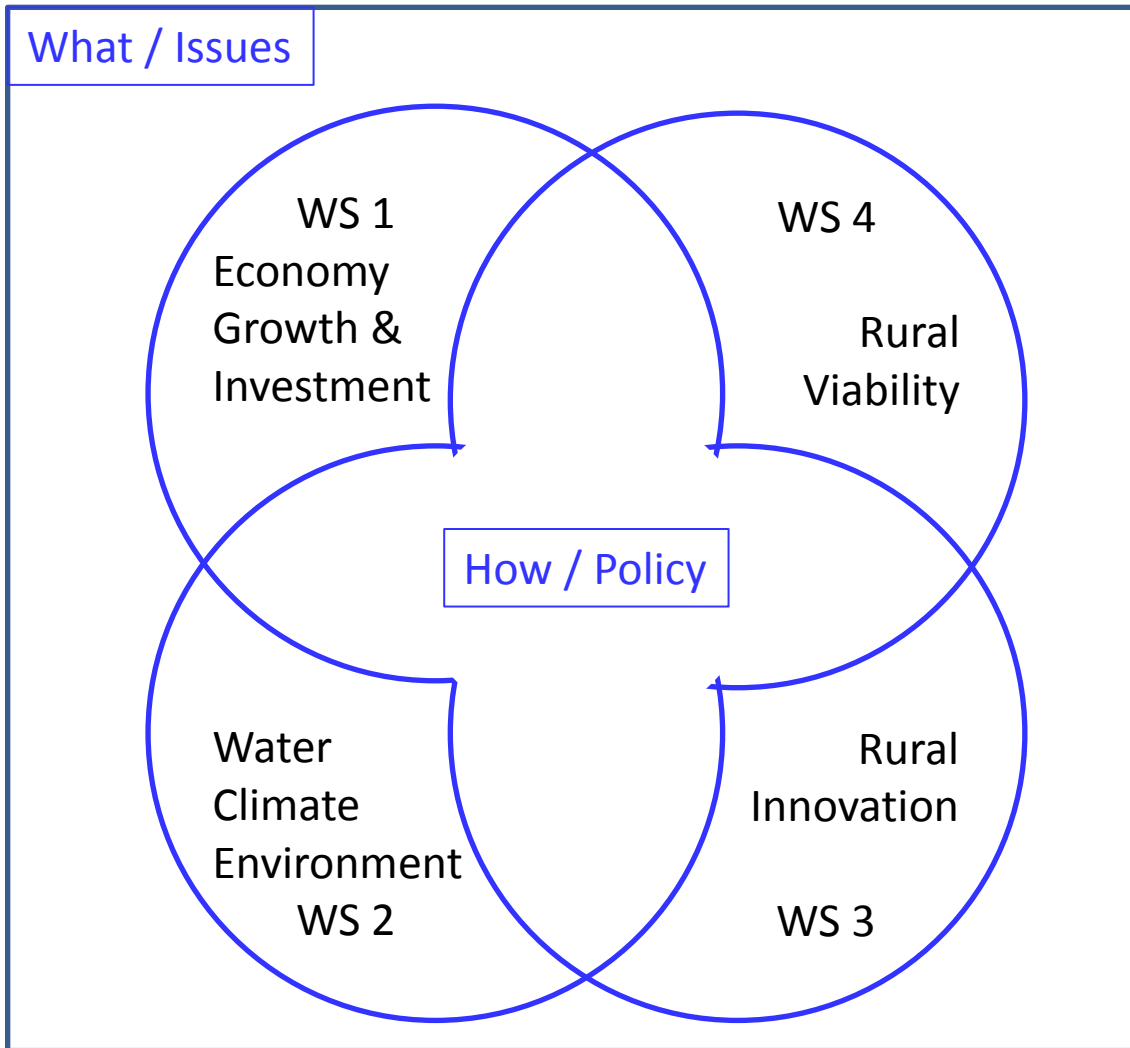 What / Issues
WS 1
Economy
Growth &
Investment
WS 4
Rural
Viability
How / Policy
Water
Climate
Environment
WS 2
Rural
Innovation
WS 3